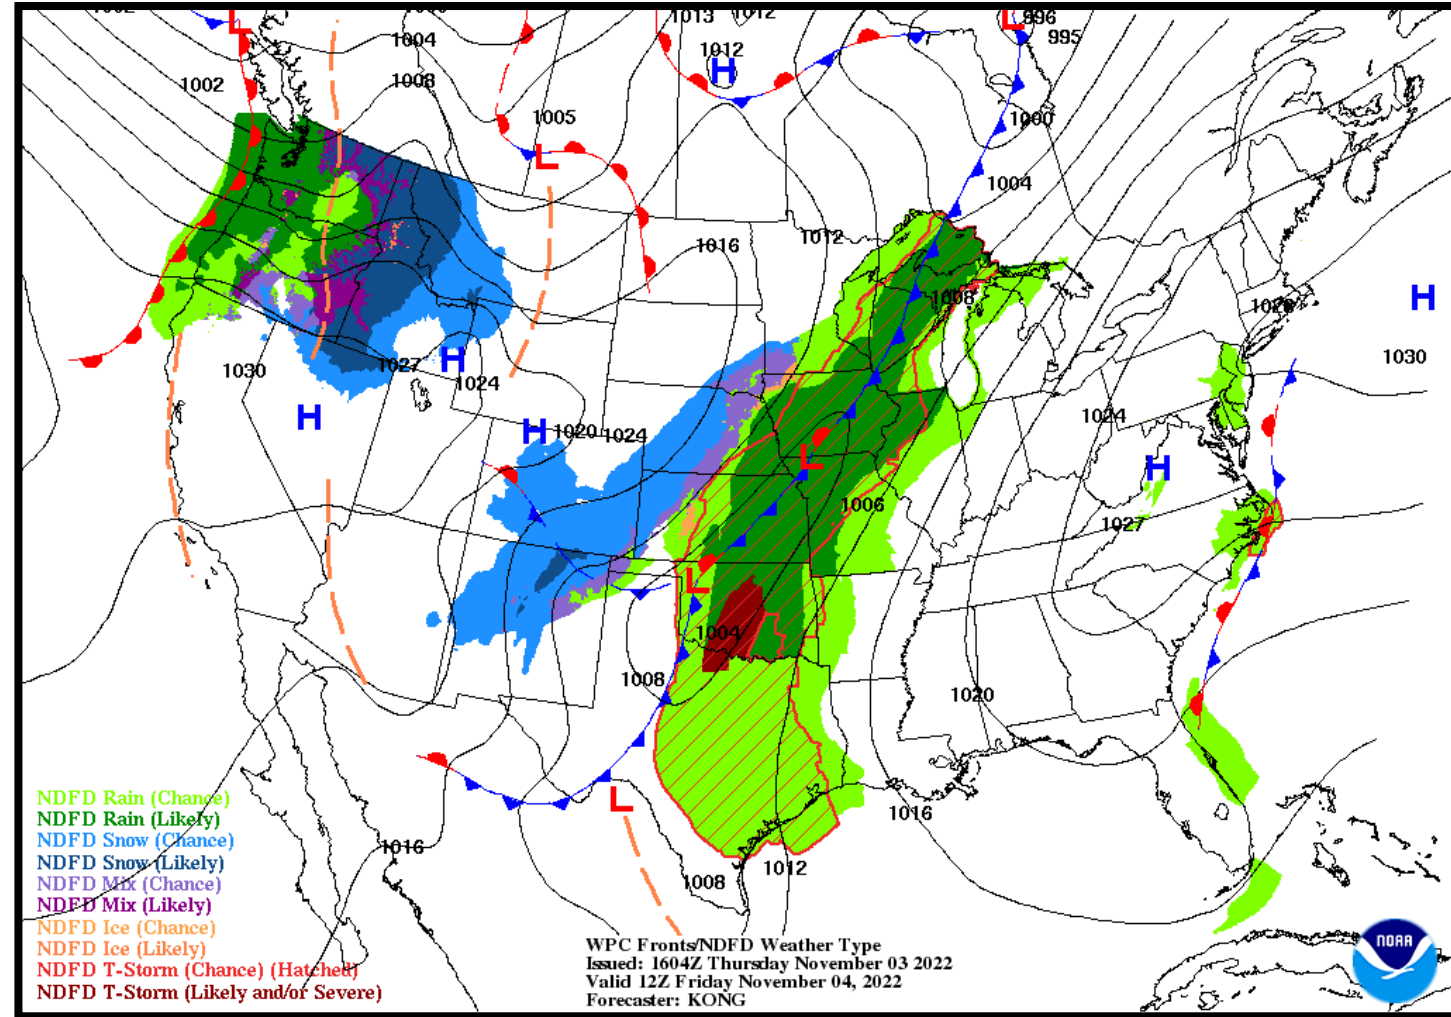 1002
1000
1013
1012
L
L
996
995
1004
1012
H
1002
1008
1005
1000
L
1004
1016
1012
1008
H
1028
1030
1027
H
1030
1024
H
H
1020
1024
1024
L
H
1006
1027
L
1004
1008
1020
L
1016
1016
1012
1008
NDFD Rain (Chance)
NDFD Rain (Likely)
NDFD Snow (Chance)
NDFD Snow (Likely)
NDFD Mix (Chance)
NDFD Mix (Likely)
NDFD Ice (Chance)
NDFD Ice (Likely)
NDFD T-Storm (Chance) (Hatched)
NDFD T-Storm (Likely and/or Severe)
WPC Fronts/NDFD Weather Type
Issued: 1604Z Thursday November 03 2022
Valid 12Z Friday November 04, 2022
Forecaster: KONG
NOAA